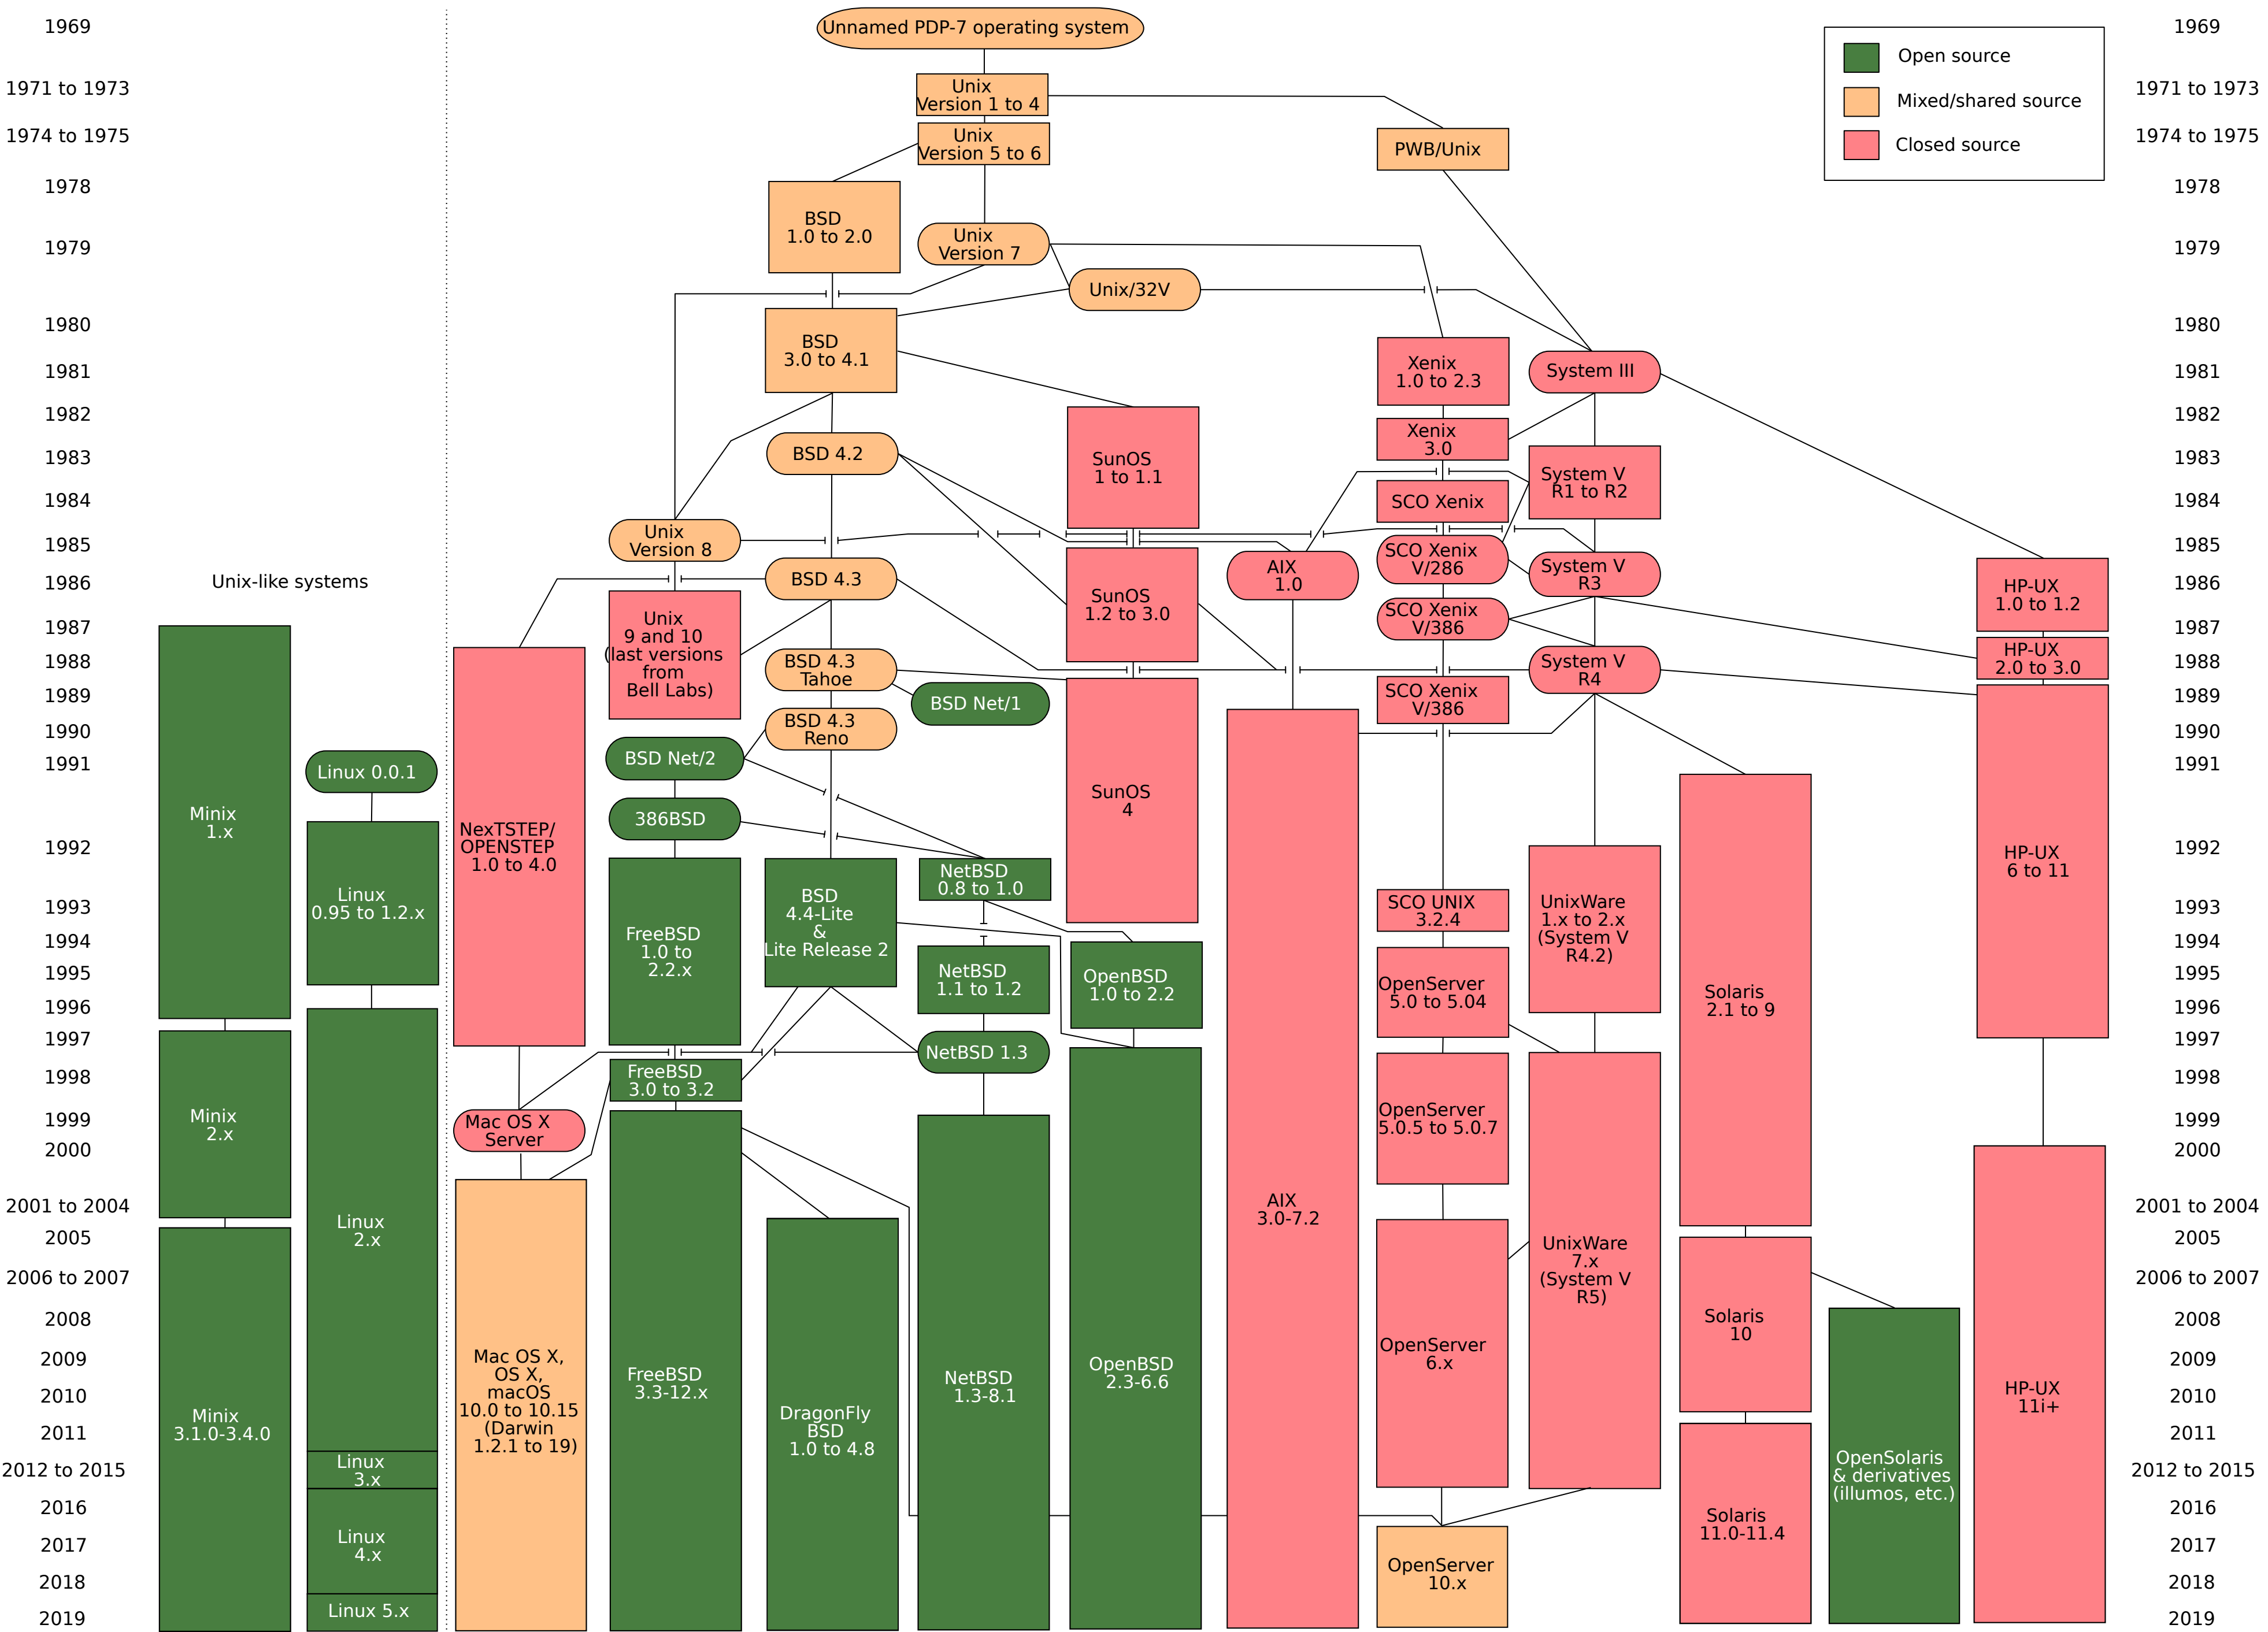 1969
1971 to 1973
1974 to 1975
1978
1979
1980
1981
1982
1983
1984
1985
1986
1987
1988
1989
1990
1991
1992
1993
1994
1995
1996
1997
1998
1999
2000
2001 to 2004
2005
2006 to 2007
2008
2009
2010
2011
2012 to 2015
2016
2017
2018
2019
Unix-like systems
Minix
1.x
Minix
2.x
Minix
3.1.0-3.4.0
Linux 0.0.1
Linux
0.95 to 1.2.x
Linux
2.x
Linux
3.x
Linux
4.x
Linux 5.x
Unnamed PDP-7 operating system
Unix
Version 1 to 4
Unix
Version 5 to 6
PWB/Unix
BSD
1.0 to 2.0
Unix
Version 7
Unix/32V
BSD
3.0 to 4.1
Xenix
1.0 to 2.3
System III
Xenix
3.0
BSD 4.2
SunOS
1 to 1.1
System V
R1 to R2
SCO Xenix
Unix
Version 8
SCO Xenix
V/286
AIX
1.0
System V
R3
BSD 4.3
SunOS
1.2 to 3.0
HP-UX
1.0 to 1.2
Unix
9 and 10
(last versions
from
Bell Labs)
SCO Xenix
V/386
HP-UX
2.0 to 3.0
BSD 4.3
Tahoe
System V
R4
BSD Net/1
SCO Xenix
V/386
BSD 4.3
Reno
BSD Net/2
386BSD
SunOS
4
NexTSTEP/
OPENSTEP
1.0 to 4.0
HP-UX
6 to 11
NetBSD
0.8 to 1.0
BSD
4.4-Lite
&
Lite Release 2
SCO UNIX
3.2.4
UnixWare
1.x to 2.x
(System V
R4.2)
FreeBSD
1.0 to
2.2.x
NetBSD
1.1 to 1.2
OpenBSD
1.0 to 2.2
OpenServer
5.0 to 5.04
Solaris
2.1 to 9
NetBSD 1.3
FreeBSD
3.0 to 3.2
Mac OS X
Server
OpenServer
5.0.5 to 5.0.7
AIX
3.0-7.2
UnixWare
7.x
(System V
R5)
Solaris
10
OpenServer
6.x
Mac OS X,
OS X,
macOS
10.0 to 10.15
(Darwin
1.2.1 to 19)
FreeBSD
3.3-12.x
DragonFly
BSD
1.0 to 4.8
NetBSD
1.3-8.1
OpenBSD
2.3-6.6
HP-UX
11i+
OpenSolaris
& derivatives
(illumos, etc.)
Solaris
11.0-11.4
OpenServer
10.x
Open source
Mixed/shared source
Closed source
1969
1971 to 1973
1974 to 1975
1978
1979
1980
1981
1982
1983
1984
1985
1986
1987
1988
1989
1990
1991
1992
1993
1994
1995
1996
1997
1998
1999
2000
2001 to 2004
2005
2006 to 2007
2008
2009
2010
2011
2012 to 2015
2016
2017
2018
2019